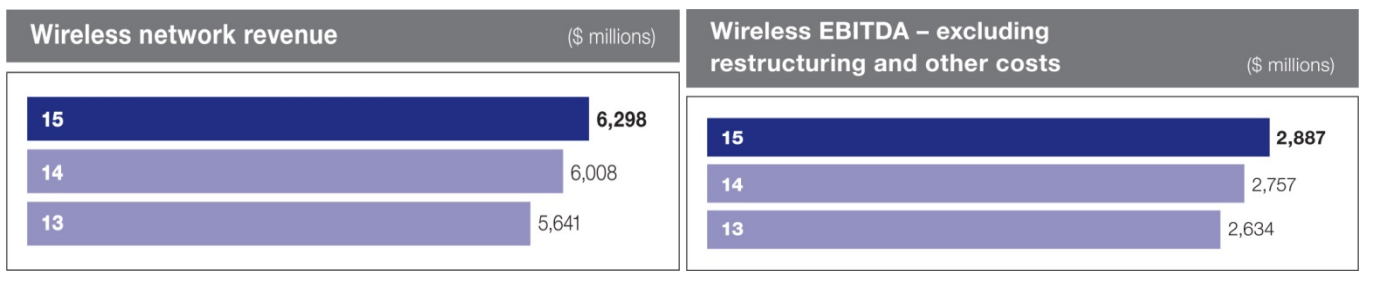 Wireless network revenue ($ millions)
15 6,298
14 6,008
13 5,641
Wireless EBITDA – excluding
restructuring and other costs ($ millions)
15 2,887
14 2,757
13 2,634